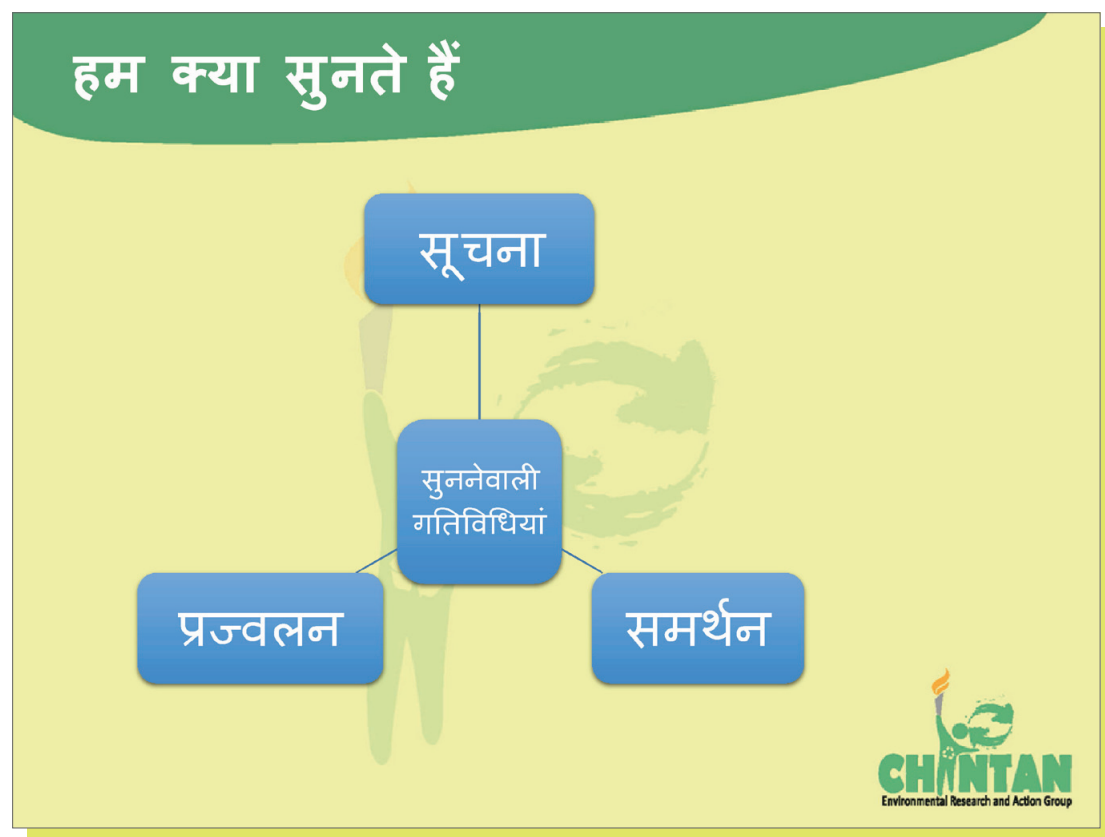 हम क्या सुनते हैं
सूचना
सुननेवाली
गतिविधियां
प्रज्वलन
समर्थन
CHINTAN
Environmental Research and Action Group